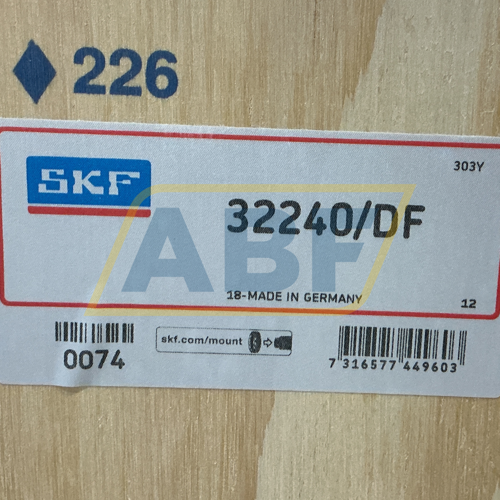 226
303Y
SKF
32240/DF
ABF
18-MADE IN GERMANY
12
0074
skf.com/mount
7 316577 449603